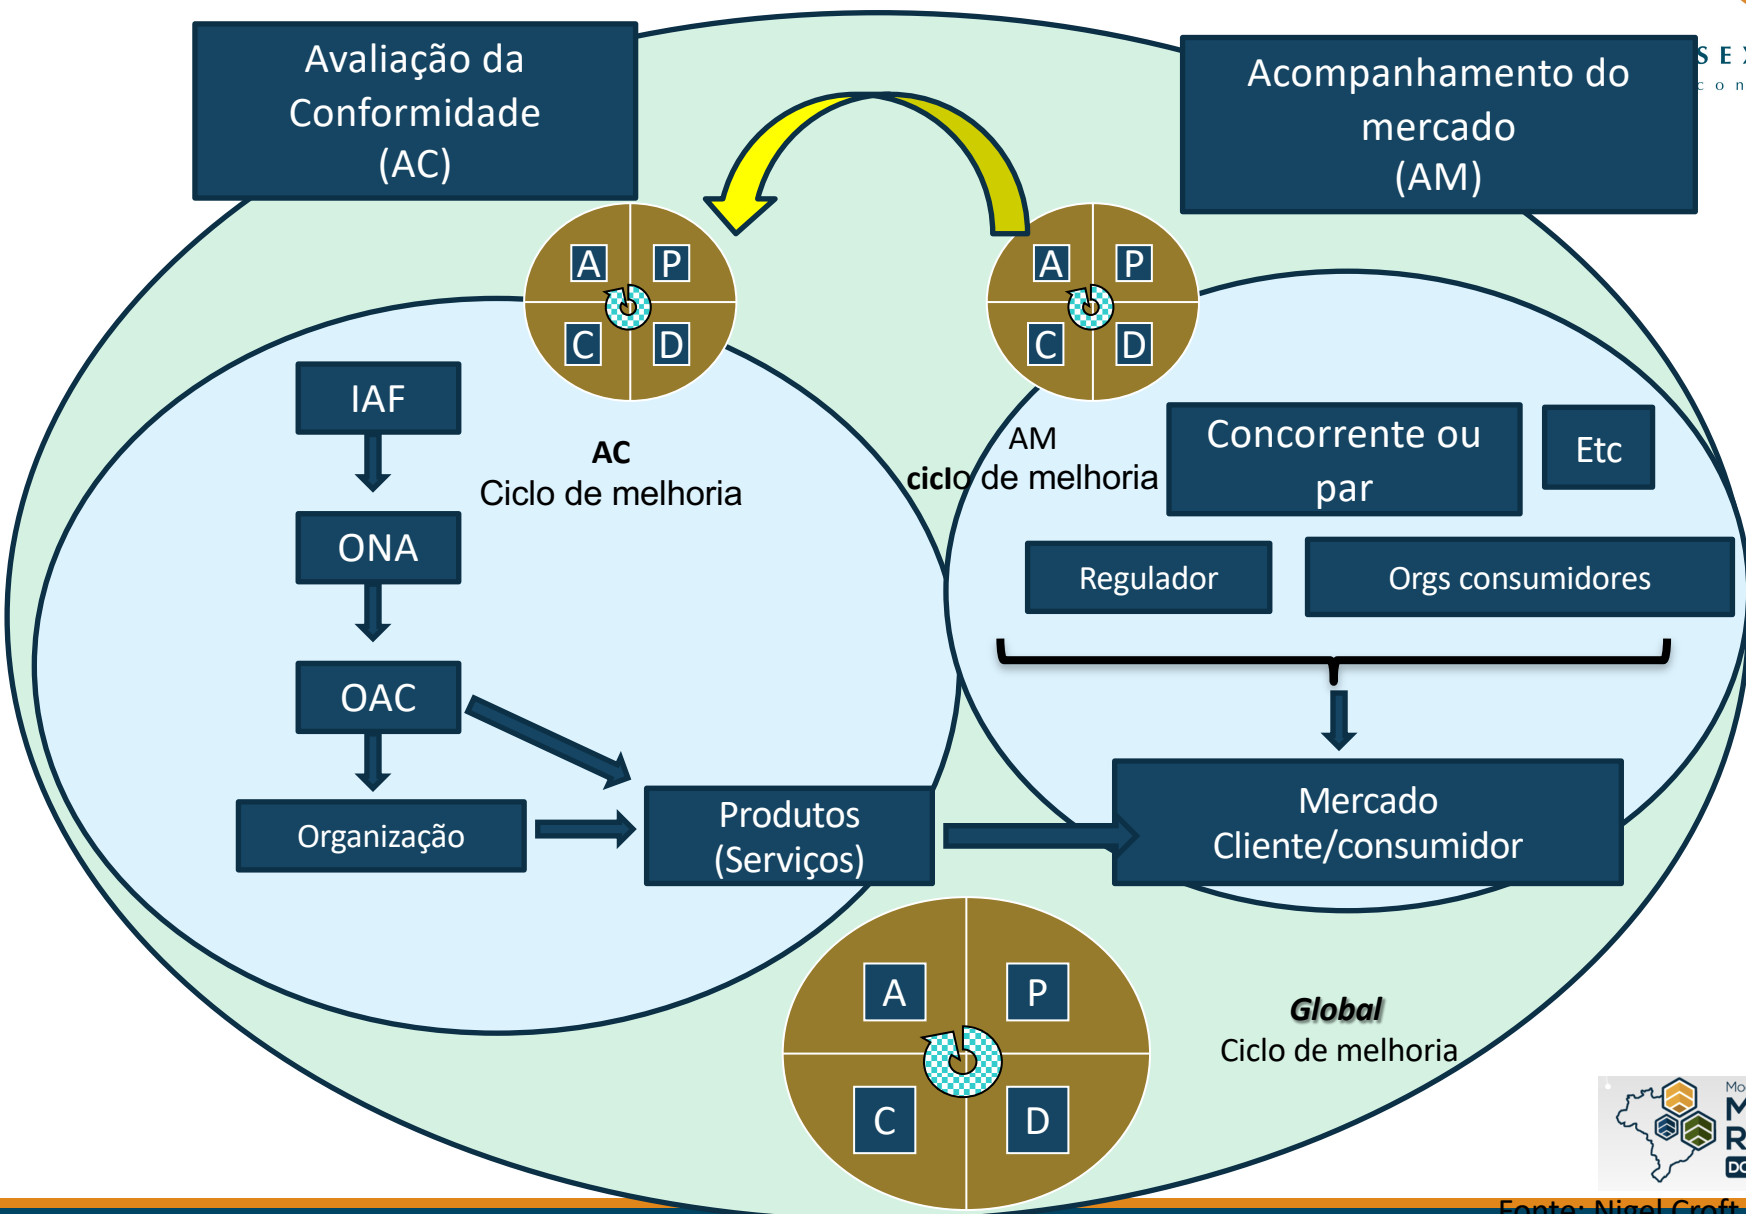 Avaliação da
Conformidade
(AC)
Acompanhamento do
mercado
(AM)
A P
C D
A P
C D
IAF
ONA
OAC
Organização
AC
Ciclo de melhoria
Produtos
(Serviços)
AM
ciclo de melhoria
Concorrente ou
par
Etc
Regulador
Orgs consumidores
Mercado
Cliente/consumidor
A P
C D
Global
Ciclo de melhoria
Fonte: Nigel Croft